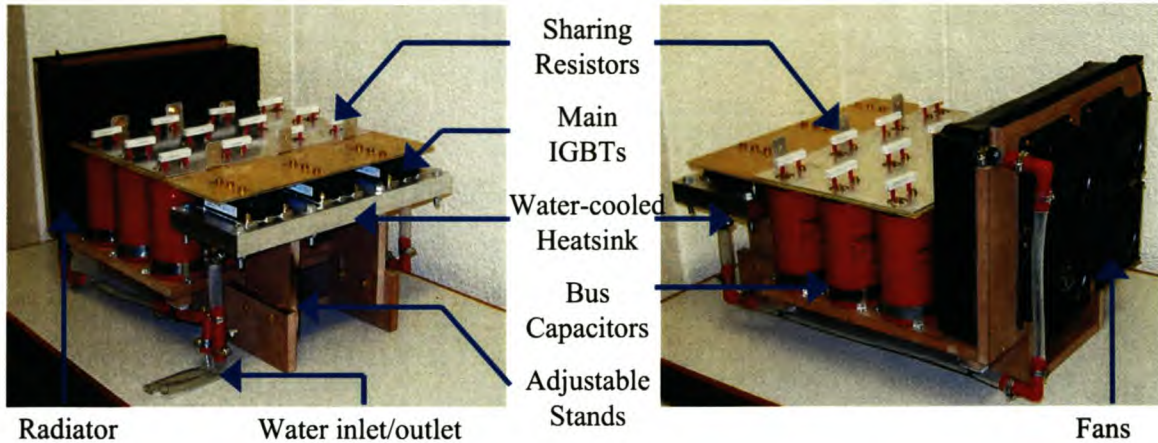 Sharing
Resistors
Main
IGBTs
Water-cooled
Heatsink
Bus
Capacitors
Adjustable
Stands
Radiator
Water inlet/outlet
Fans